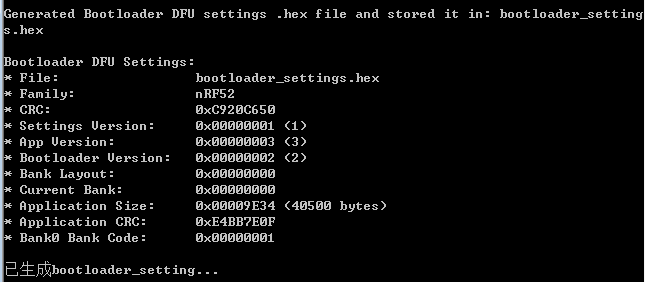 Generated Bootloader DFU settings .hex file and stored it in: bootloader_setting
s.hex
Bootloader DFU Settings:
* File:                 bootloader_settings.hex
* Family:               nRF52
* CRC:                  0xC920C650
* Settings Version:     0x00000001 (1)
* App Version:          0x00000003 (3)
* Bootloader Version:   0x00000002 (2)
* Bank Layout:          0x00000000
* Current Bank:         0x00000000
* Application Size:     0x00009E34 (40500 bytes)
* Application CRC:      0xE4BB7E0F
* Bank0 Bank Code:      0x00000001
已生成bootloader_setting...